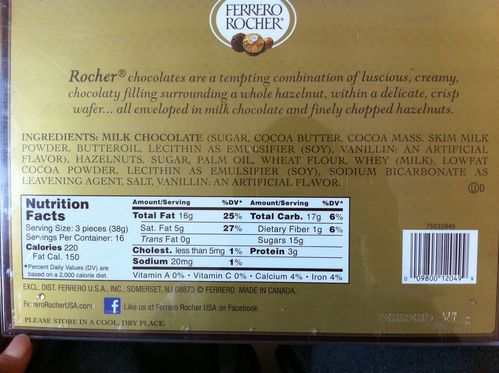 FERRERO
ROCHER
Rocher® chocolates are a tempting combination of luscious, creamy,
chocolaty filling surrounding a whole hazelnut, within a delicate, crisp
wafer... all enveloped in milk chocolate and finely chopped hazelnuts.
INGREDIENTS: MILK CHOCOLATE (SUGAR, COCOA BUTTER, COCOA MASS, SKIM MILK
POWDER, BUTTEROIL, LECITHIN AS EMULSIFIER (SOY), VANILLIN: AN ARTIFICIAL
FLAVOR), HAZELNUTS, SUGAR, PALM OIL, WHEAT FLOUR, WHEY (MILK), LOWFAT
COCOA POWDER, LECITHIN AS EMULSIFIER (SOY), SODIUM BICARBONATE AS
LEAVENING AGENT, SALT, VANILLIN: AN ARTIFICIAL FLAVOR.
UD
Nutrition
Facts
Serving Size: 3 pieces (38g)
Servings Per Container: 16
Calories 220
Fat Cal. 150
*Percent Daily Values (DV) are
based on a 2,000 calorie diet.
Amount/Serving %DV*
Total Fat 16g 25%
Sat. Fat 5g 27%
Trans Fat 0g
Cholest. less than 5mg 1%
Sodium 20mg 1%
Amount/Serving %DV*
Total Carb. 17g 6%
Dietary Fiber 1g 6%
Sugars 15g
Protein 3g
Vitamin A 0% • Vitamin C 0% • Calcium 4% • Iron 4%
75035845
0 09800 12049 9
EXCL. DIST. FERRERO U.S.A., INC., SOMERSET, NJ 08873 © FERRERO MADE IN CANADA.
FerreroRocherUSA.com
f Like us at Ferrero Rocher USA on Facebook
PLEASE STORE IN A COOL, DRY PLACE.
FERRERO